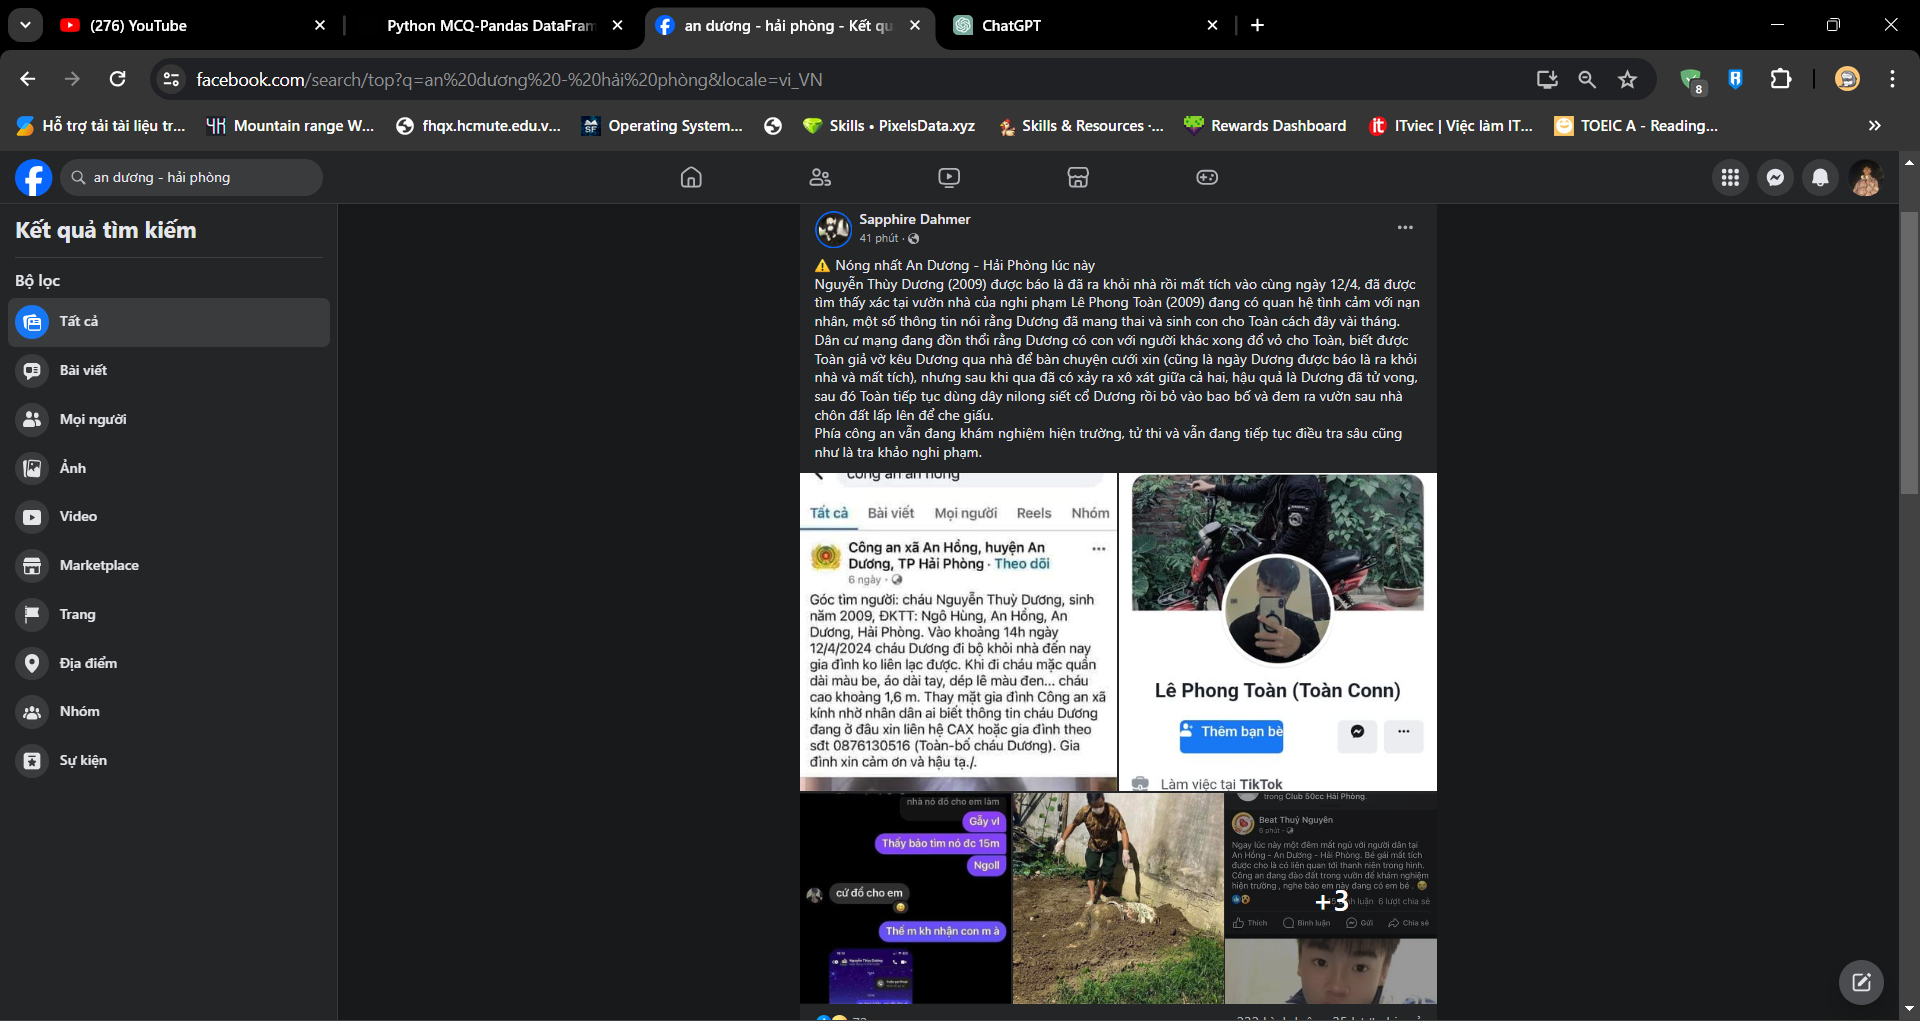 (276) YouTube
Python MCQ-Pandas DataFram
an dương - hải phòng - Kết qu
ChatGPT
facebook.com/search/top?q=an%20dương%20-%20hải%20phòng&locale=vi_VN
8
Hỗ trợ tải tài liệu tr...
Mountain range W...
fhqx.hcmute.edu.v...
Operating System...
Skills • PixelsData.xyz
Skills & Resources ·...
Rewards Dashboard
ITviec | Việc làm IT...
TOEIC A - Reading...
an dương - hải phòng
Kết quả tìm kiếm
Bộ lọc
Tất cả
Bài viết
Mọi người
Ảnh
Video
Marketplace
Trang
Địa điểm
Nhóm
Sự kiện
Sapphire Dahmer
41 phút ·
⚠️ Nóng nhất An Dương - Hải Phòng lúc này
Nguyễn Thùy Dương (2009) được báo là đã ra khỏi nhà rồi mất tích vào cùng ngày 12/4, đã được
tìm thấy xác tại vườn nhà của nghi phạm Lê Phong Toàn (2009) đang có quan hệ tình cảm với nạn
nhân, một số thông tin nói rằng Dương đã mang thai và sinh con cho Toàn cách đây vài tháng.
Dân cư mạng đang đồn thổi rằng Dương có con với người khác xong đổ vỏ cho Toàn, biết được
Toàn giả vờ kêu Dương qua nhà để bàn chuyện cưới xin (cũng là ngày Dương được báo là ra khỏi
nhà và mất tích), nhưng sau khi qua đã có xảy ra xô xát giữa cả hai, hậu quả là Dương đã tử vong,
sau đó Toàn tiếp tục dùng dây nilong siết cổ Dương rồi bỏ vào bao bố và đem ra vườn sau nhà
chôn đất lấp lên để che giấu.
Phía công an vẫn đang khám nghiệm hiện trường, tử thi và vẫn đang tiếp tục điều tra sâu cũng
như là tra khảo nghi phạm.
công an an hồng
Tất cả Bài viết Mọi người Reels Nhóm
Công an xã An Hồng, huyện An
Dương, TP Hải Phòng · Theo dõi
6 ngày ·
Góc tìm người: cháu Nguyễn Thuỳ Dương, sinh
năm 2009, ĐKTT: Ngô Hùng, An Hồng, An
Dương, Hải Phòng. Vào khoảng 14h ngày
12/4/2024 cháu Dương đi bộ khỏi nhà đến nay
gia đình ko liên lạc được. Khi đi cháu mặc quần
dài màu be, áo dài tay, dép lê màu đen... cháu
cao khoảng 1,6 m. Thay mặt gia đình Công an xã
kính nhờ nhân dân ai biết thông tin cháu Dương
đang ở đâu xin liên hệ CAX hoặc gia đình theo
sđt 0876130516 (Toàn-bố cháu Dương). Gia
đình xin cảm ơn và hậu tạ./.
Lê Phong Toàn (Toàn Conn)
Thêm bạn bè
Làm việc tại TikTok
nhà nó đổ cho em làm
Gẫy vl
Thấy bảo tìm nó đc 15m
Ngoll
cứ đổ cho em
Thế m kh nhận con m à
Nguyễn Thùy Dương
trong Club 50cc Hải Phòng.
Beat Thuỷ Nguyên
6 phút ·
Ngay lúc này một đêm mất ngủ với người dân tại
An Hồng - An Dương - Hải Phòng. Bé gái mất tích
được cho là có liên quan tới thanh niên trong hình.
Công an đang đào đất trong vườn để khám nghiệm
hiện trường , nghe bảo em này đang có em bé .
6 lượt chia sẻ
+3
Thích Bình luận Gửi Chia sẻ